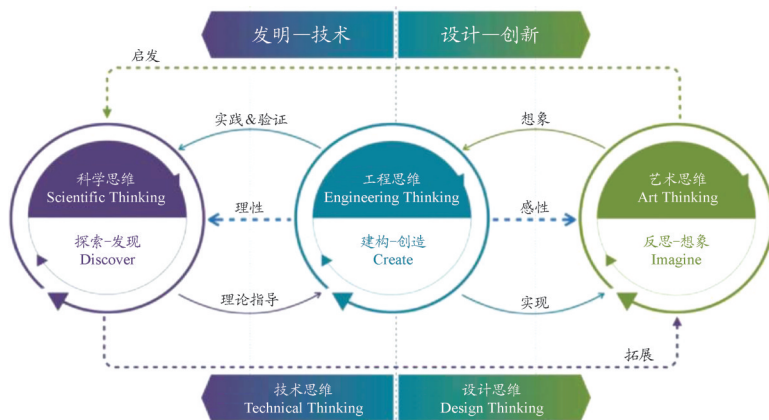 发明—技术
设计—创新
启发
实践&验证
想象
科学思维
Scientific Thinking
工程思维
Engineering Thinking
艺术思维
Art Thinking
理性
感性
探索-发现
Discover
建构-创造
Create
反思-想象
Imagine
理论指导
实现
拓展
技术思维
Technical Thinking
设计思维
Design Thinking